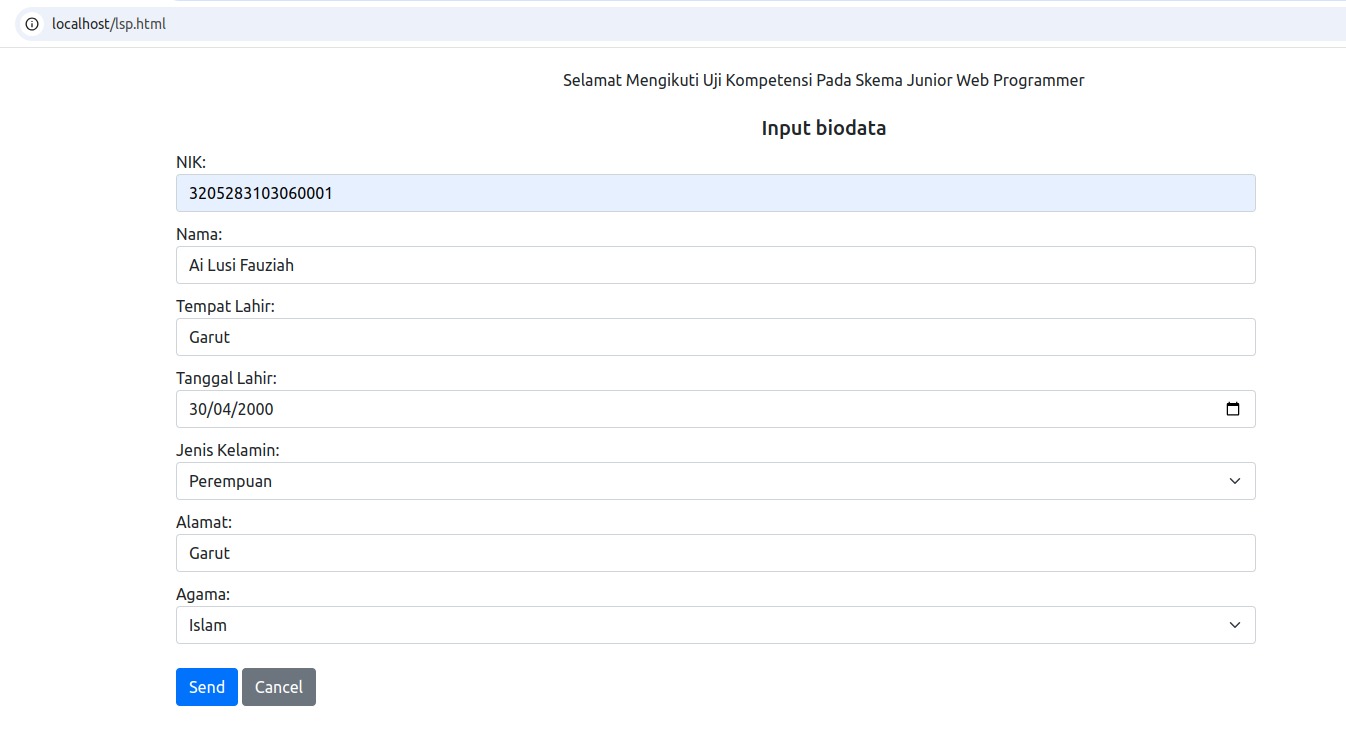 localhost/lsp.html
Selamat Mengikuti Uji Kompetensi Pada Skema Junior Web Programmer
Input biodata
NIK:
3205283103060001
Nama:
Ai Lusi Fauziah
Tempat Lahir:
Garut
Tanggal Lahir:
30/04/2000
Jenis Kelamin:
Perempuan
Alamat:
Garut
Agama:
Islam
Send Cancel